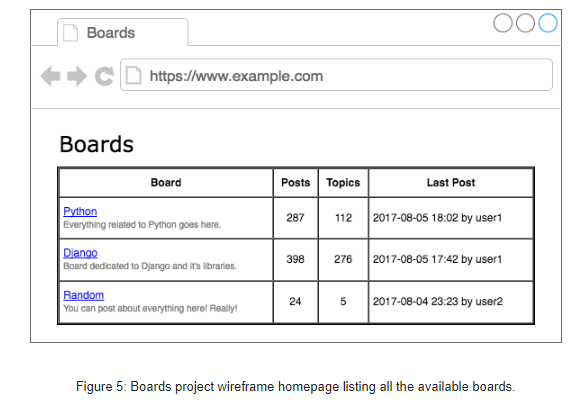 Boards
https://www.example.com
Boards
Board Posts Topics Last Post
Python
Everything related to Python goes here.
287 112 2017-08-05 18:02 by user1
Django
Board dedicated to Django and it's libraries.
398 276 2017-08-05 17:42 by user1
Random
You can post about everything here! Really!
24 5 2017-08-04 23:23 by user2
Figure 5: Boards project wireframe homepage listing all the available boards.